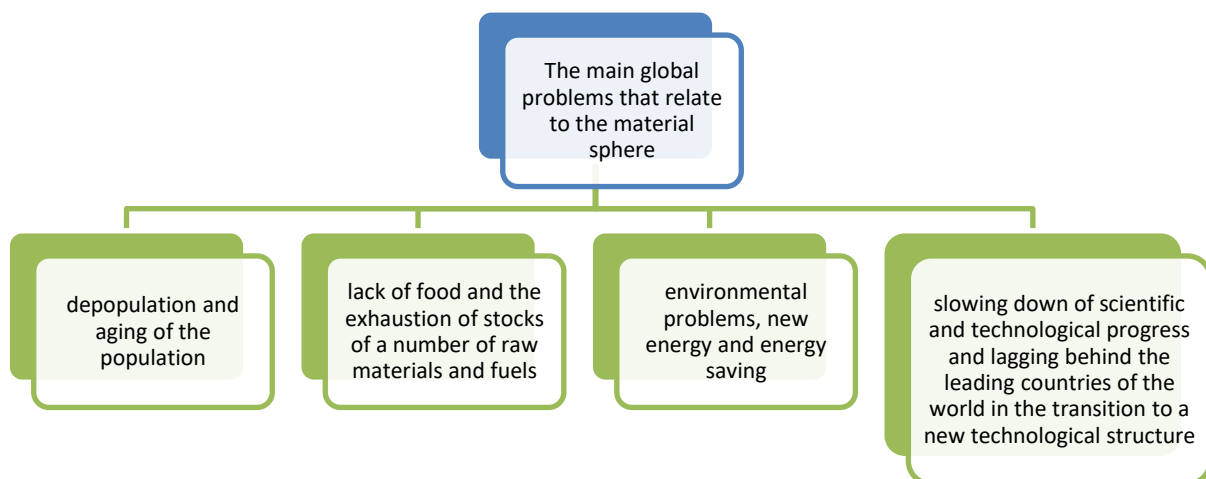 The main global
problems that relate
to the material
sphere
depopulation and
aging of the
population
lack of food and the
exhaustion of stocks
of a number of raw
materials and fuels
environmental
problems, new
energy and energy
saving
slowing down of scientific
and technological progress
and lagging behind the
leading countries of the
world in the transition to a
new technological structure